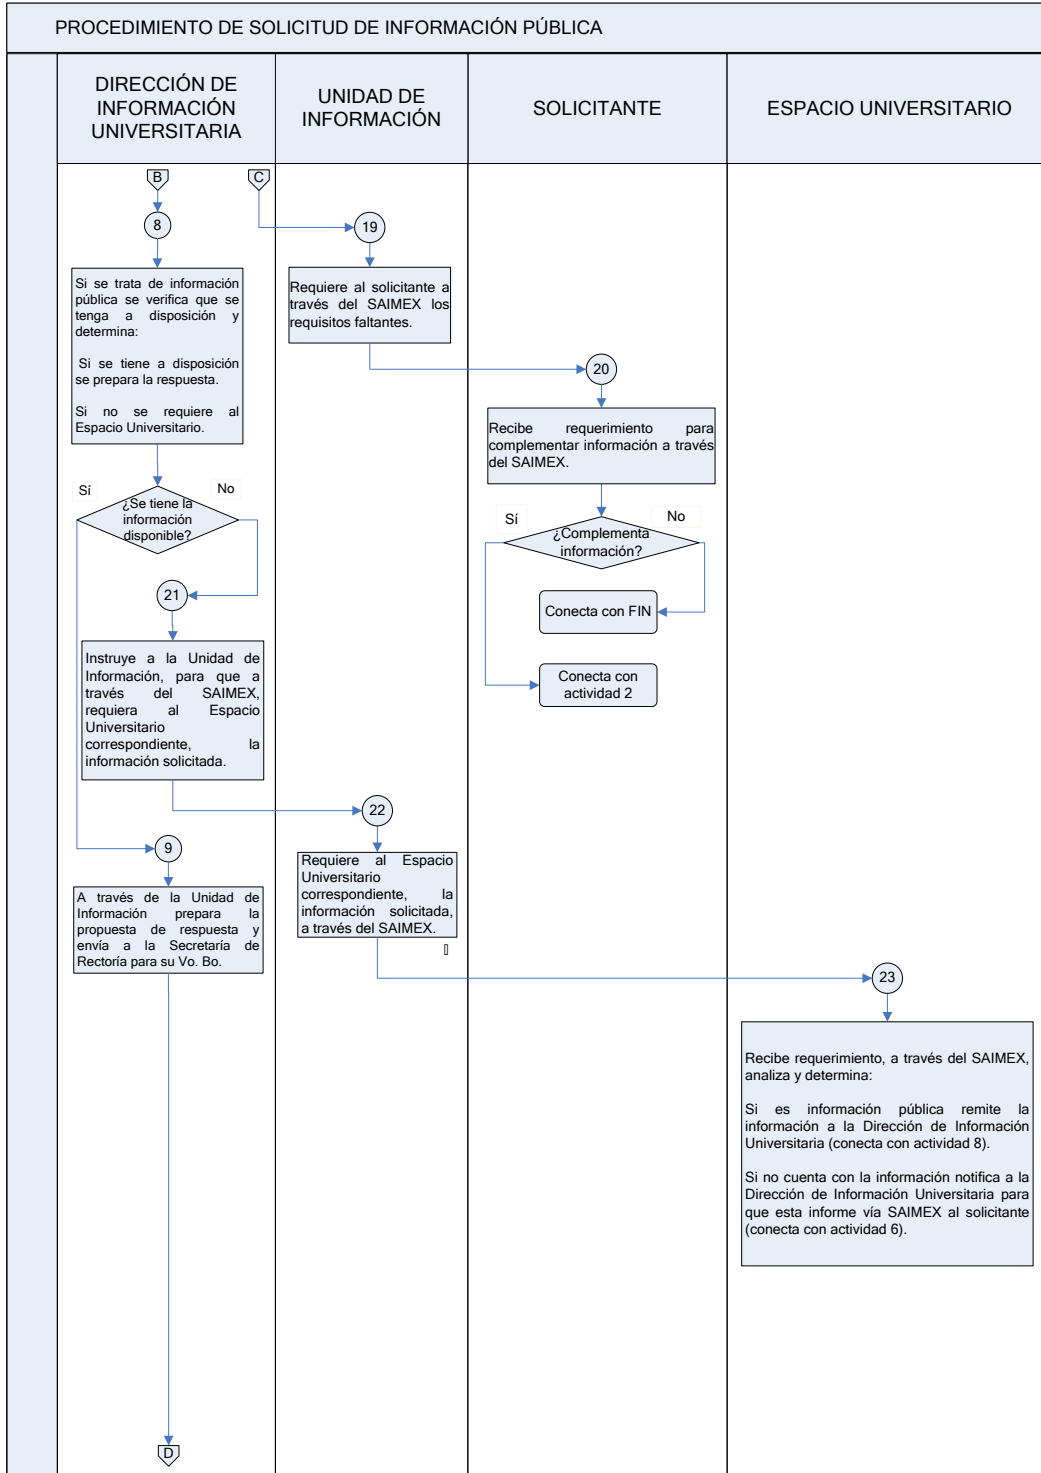 PROCEDIMIENTO DE SOLICITUD DE INFORMACIÓN PÚBLICA
DIRECCIÓN DE
INFORMACIÓN
UNIVERSITARIA
UNIDAD DE
INFORMACIÓN
SOLICITANTE
ESPACIO UNIVERSITARIO
B
C
8
Si se trata de información
pública se verifica que se
tenga a disposición y
determina:
Si se tiene a disposición
se prepara la respuesta.
Si no se requiere al
Espacio Universitario.
Sí
No
¿Se tiene la
información
disponible?
21
Instruye a la Unidad de
Información, para que a
través del SAIMEX,
requiera al Espacio
Universitario
correspondiente, la
información solicitada.
9
A través de la Unidad de
Información prepara la
propuesta de respuesta y
envía a la Secretaría de
Rectoría para su Vo. Bo.
D
19
Requiere al solicitante a
través del SAIMEX los
requisitos faltantes.
22
Requiere al Espacio
Universitario
correspondiente, la
información solicitada,
a través del SAIMEX.
20
Recibe requerimiento para
complementar información a través
del SAIMEX.
Sí
No
¿Complementa
información?
Conecta con FIN
Conecta con
actividad 2
23
Recibe requerimiento, a través del SAIMEX,
analiza y determina:
Si es información pública remite la
información a la Dirección de Información
Universitaria (conecta con actividad 8).
Si no cuenta con la información notifica a la
Dirección de Información Universitaria para
que esta informe vía SAIMEX al solicitante
(conecta con actividad 6).